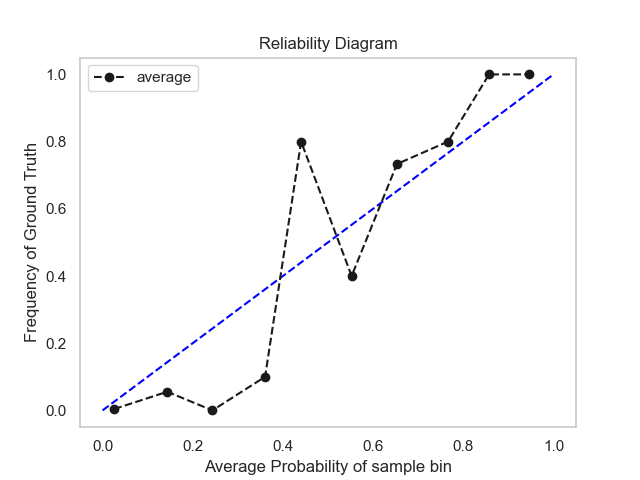 Reliability Diagram
average
Frequency of Ground Truth
1.0
0.8
0.6
0.4
0.2
0.0
0.0 0.2 0.4 0.6 0.8 1.0
Average Probability of sample bin